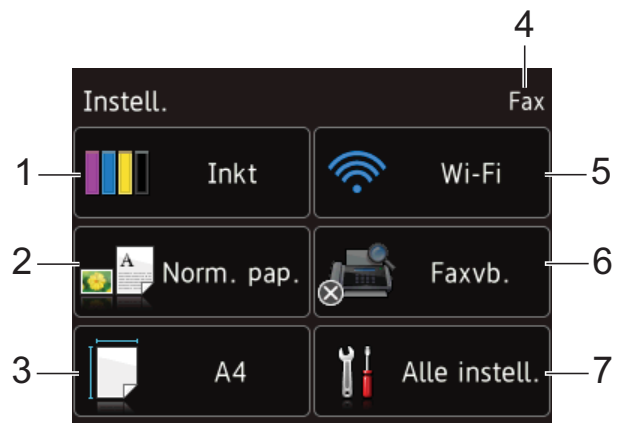 4
Instell. Fax
1 Inkt Wi-Fi 5
2 A Norm. pap. Faxvb. 6
3 A4 Alle instell. 7